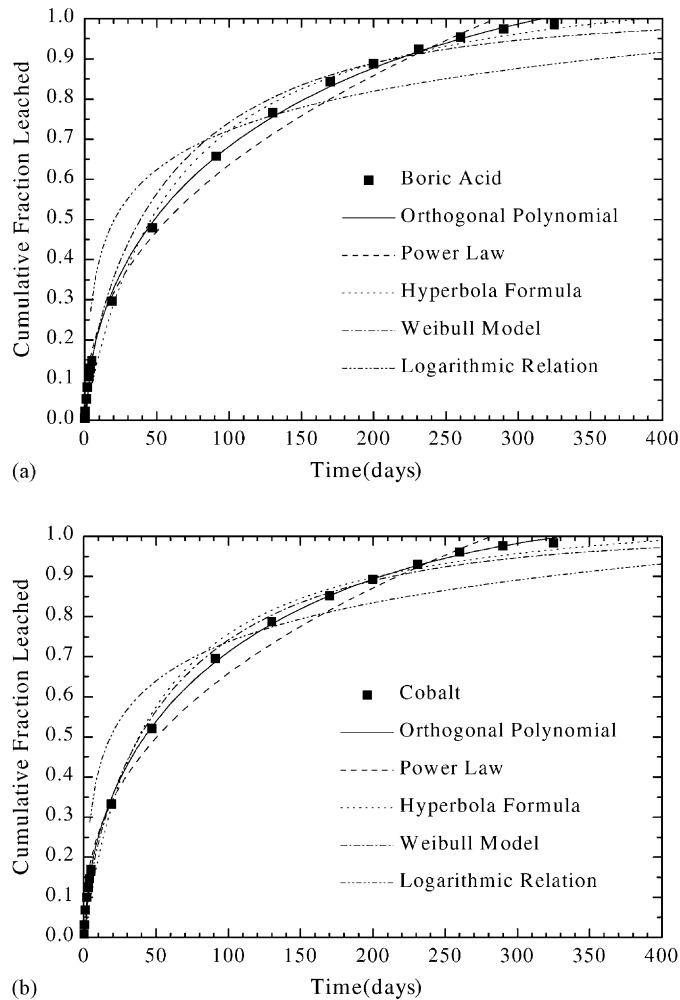 1.0
0.9
0.8
0.7
0.6
0.5
0.4
0.3
0.2
0.1
0.0
Cumulative Fraction Leached
Boric Acid
Orthogonal Polynomial
Power Law
Hyperbola Formula
Weibull Model
Logarithmic Relation
0 50 100 150 200 250 300 350 400
(a) Time(days)
1.0
0.9
0.8
0.7
0.6
0.5
0.4
0.3
0.2
0.1
0.0
Cumulative Fraction Leached
Cobalt
Orthogonal Polynomial
Power Law
Hyperbola Formula
Weibull Model
Logarithmic Relation
0 50 100 150 200 250 300 350 400
(b) Time(days)